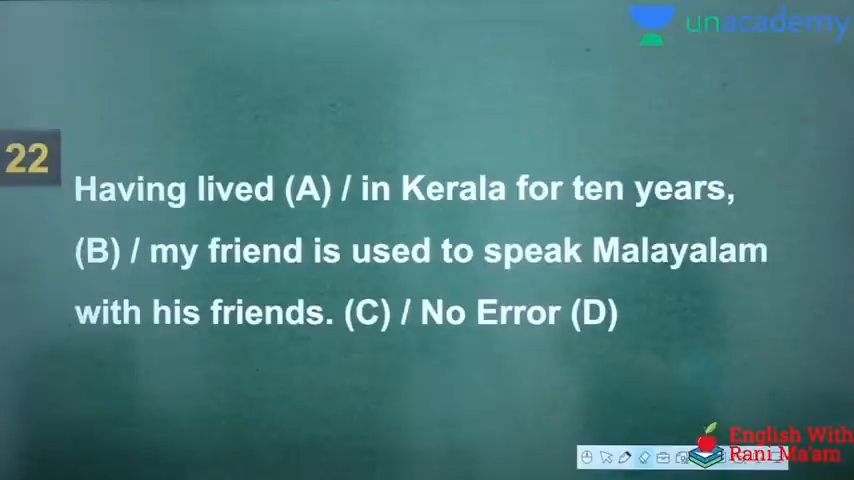 unacademy
22
Having lived (A) / in Kerala for ten years,
(B) / my friend is used to speak Malayalam
with his friends. (C) / No Error (D)
English With
Rani Ma'am